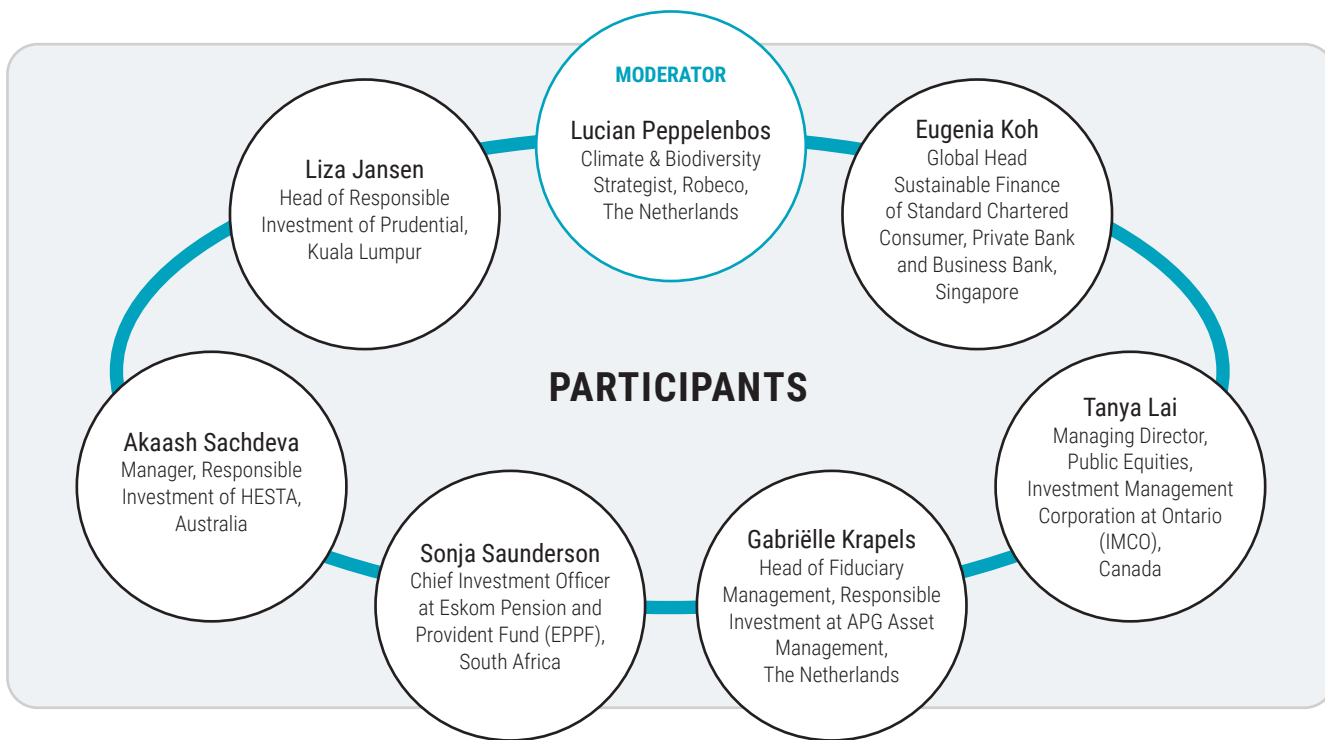 MODERATOR
Lucian Peppelenbos
Climate & Biodiversity
Strategist, Robeco,
The Netherlands
Eugenia Koh
Global Head
Sustainable Finance
of Standard Chartered
Consumer, Private Bank
and Business Bank,
Singapore
Liza Jansen
Head of Responsible
Investment of Prudential,
Kuala Lumpur
PARTICIPANTS
Tanya Lai
Managing Director,
Public Equities,
Investment Management
Corporation at Ontario
(IMCO),
Canada
Akaash Sachdeva
Manager, Responsible
Investment of HESTA,
Australia
Sonja Saunderson
Chief Investment Officer
at Eskom Pension and
Provident Fund (EPPF),
South Africa
Gabriëlle Krapels
Head of Fiduciary
Management, Responsible
Investment at APG Asset
Management,
The Netherlands